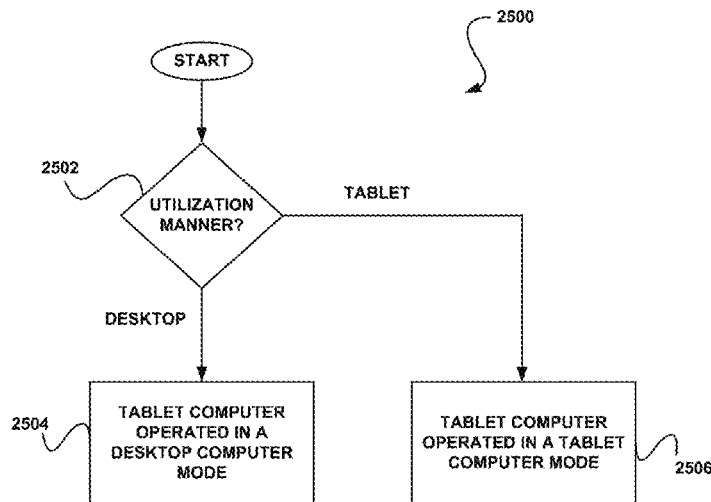 2500
START
2502
UTILIZATION
MANNER?
TABLET
DESKTOP
2504
TABLET COMPUTER
OPERATED IN A
DESKTOP COMPUTER
MODE
TABLET COMPUTER
OPERATED IN A TABLET
COMPUTER MODE
2506